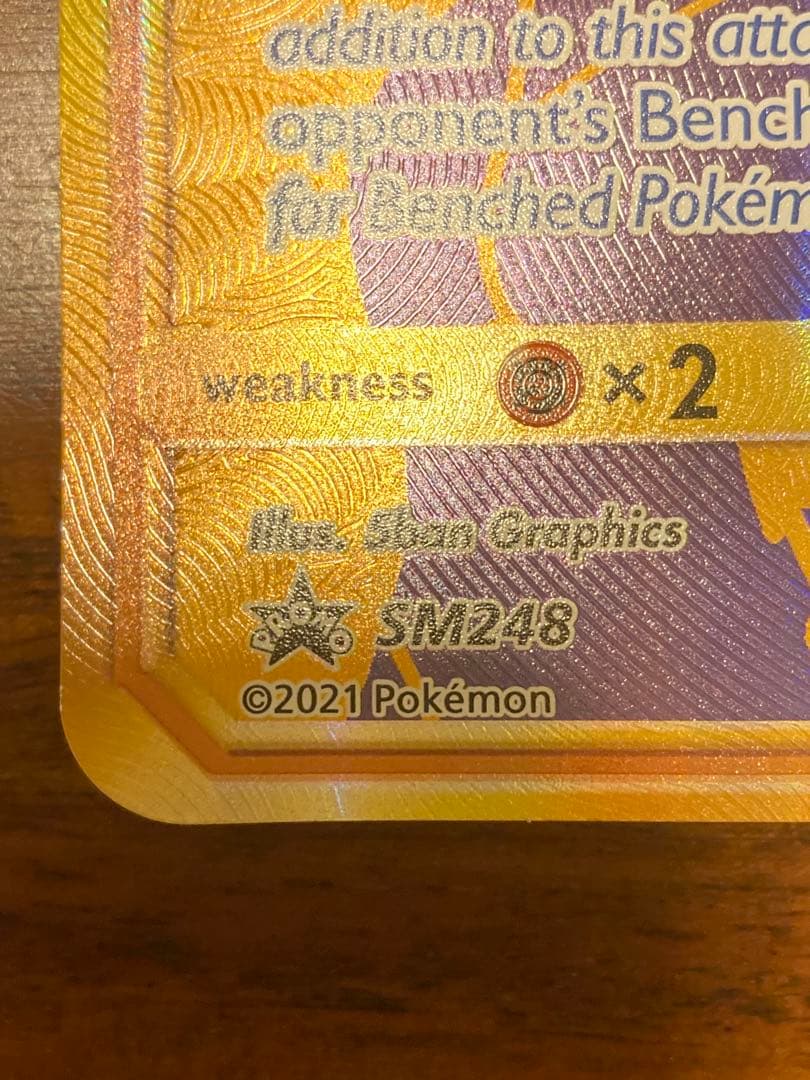 addition to this atta
opponent's Bench
for Benched Pokém
weakness × 2
Illus. 5ban Graphics
PROMO SM248
©2021 Pokémon